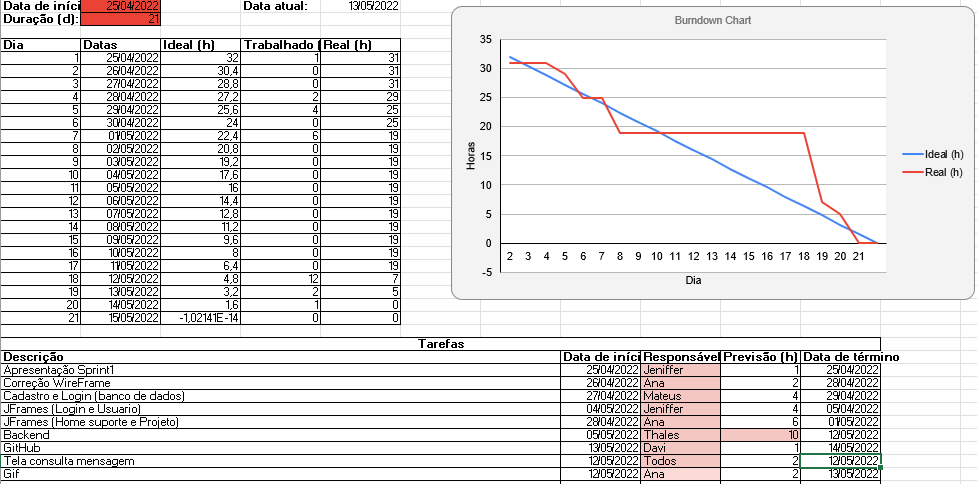 Data de iníci 25/04/2022 Data atual: 13/05/2022
Duração (d): 21
Dia Datas Ideal (h) Trabalhado ( Real (h)
1 25/04/2022 32 1 31
2 26/04/2022 30,4 0 31
3 27/04/2022 28,8 0 31
4 28/04/2022 27,2 2 29
5 29/04/2022 25,6 4 25
6 30/04/2022 24 0 25
7 01/05/2022 22,4 6 19
8 02/05/2022 20,8 0 19
9 03/05/2022 19,2 0 19
10 04/05/2022 17,6 0 19
11 05/05/2022 16 0 19
12 06/05/2022 14,4 0 19
13 07/05/2022 12,8 0 19
14 08/05/2022 11,2 0 19
15 09/05/2022 9,6 0 19
16 10/05/2022 8 0 19
17 11/05/2022 6,4 0 19
18 12/05/2022 4,8 12 7
19 13/05/2022 3,2 2 5
20 14/05/2022 1,6 1 0
21 15/05/2022 -1,02141E-14 0 0
Burndown Chart
35
30
25
20
15
10
5
0
-5
Horas
2 3 4 5 6 7 8 9 10 11 12 13 14 15 16 17 18 19 20 21
Dia
Ideal (h)
Real (h)
Tarefas
Descrição Data de iníci Responsável Previsão (h) Data de término
Apresentação Sprint1 25/04/2022 Jeniffer 1 25/04/2022
Correção WireFrame 26/04/2022 Ana 2 28/04/2022
Cadastro e Login (banco de dados) 27/04/2022 Mateus 4 29/04/2022
JFrames (Login e Usuario) 04/05/2022 Jeniffer 4 05/04/2022
JFrames (Home suporte e Projeto) 28/04/2022 Ana 6 01/05/2022
Backend 05/05/2022 Thales 10 12/05/2022
GitHub 13/05/2022 Davi 1 14/05/2022
Tela consulta mensagem 12/05/2022 Todos 2 12/05/2022
Gif 12/05/2022 Ana 2 13/05/2022